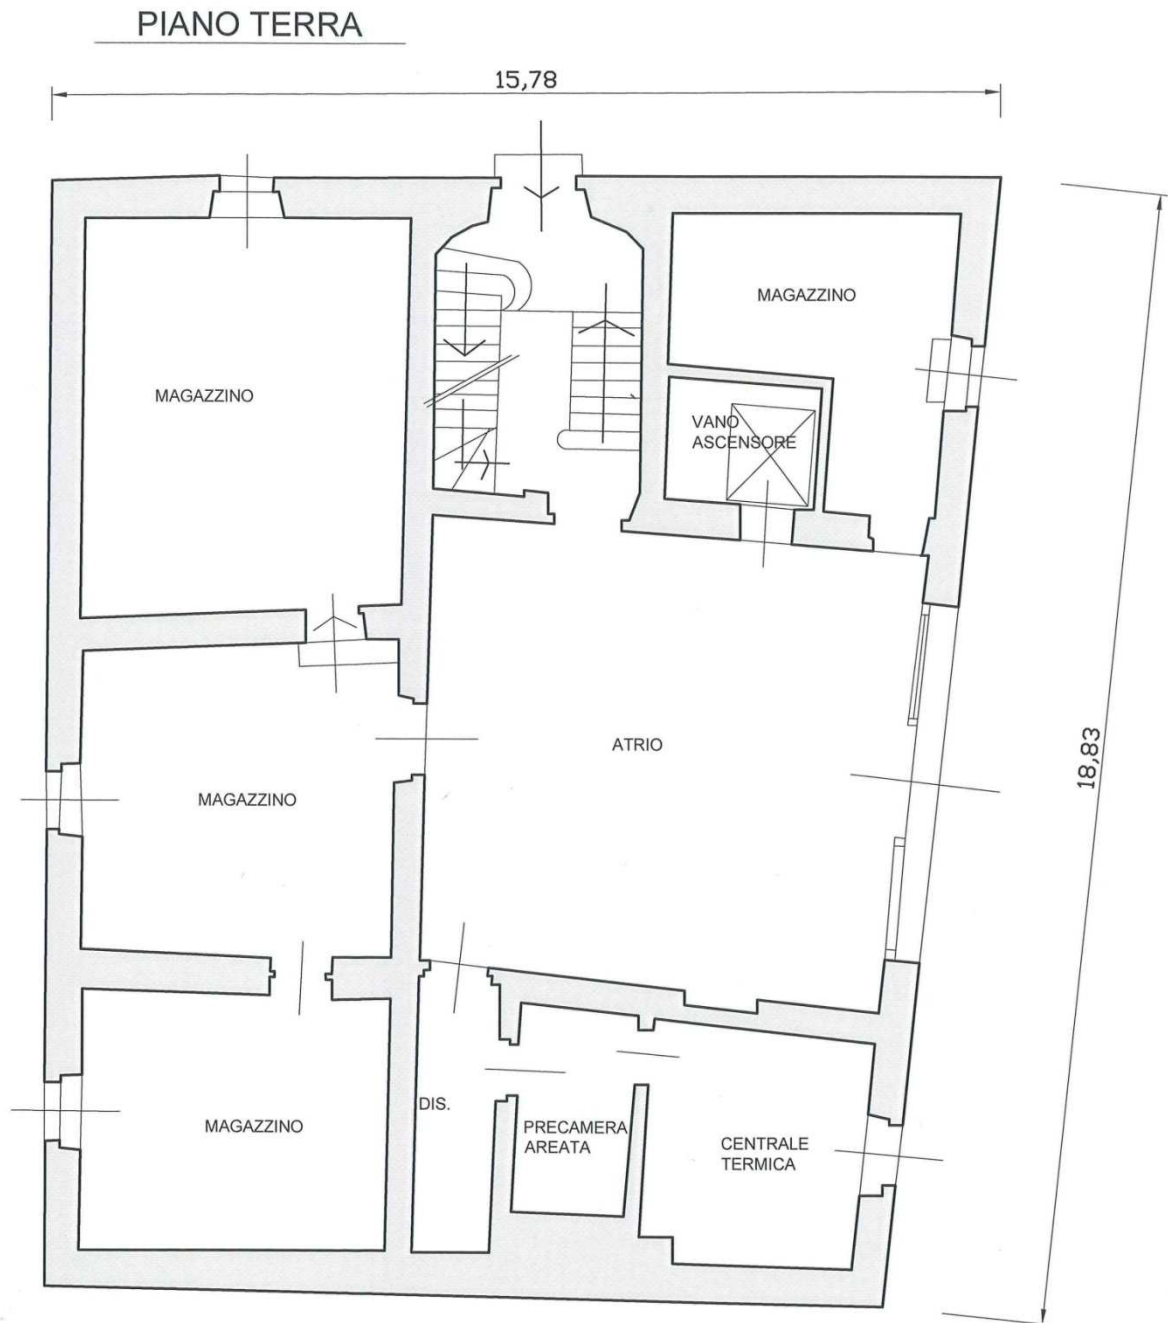 PIANO TERRA
15,78
MAGAZZINO
MAGAZZINO
VANO
ASCENSORE
18,83
ATRIO
MAGAZZINO
DIS.
MAGAZZINO
PRECAMERA
AREATA
CENTRALE
TERMICA